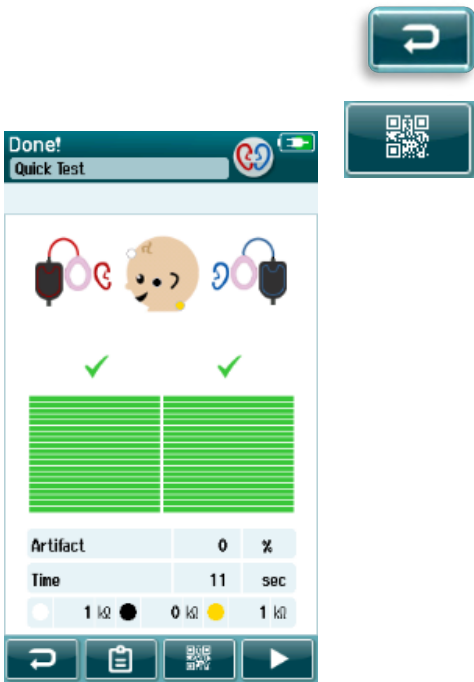 Done!
Quick Test
Artifact 0 %
Time 11 sec
1 kΩ 0 kΩ 1 kΩ